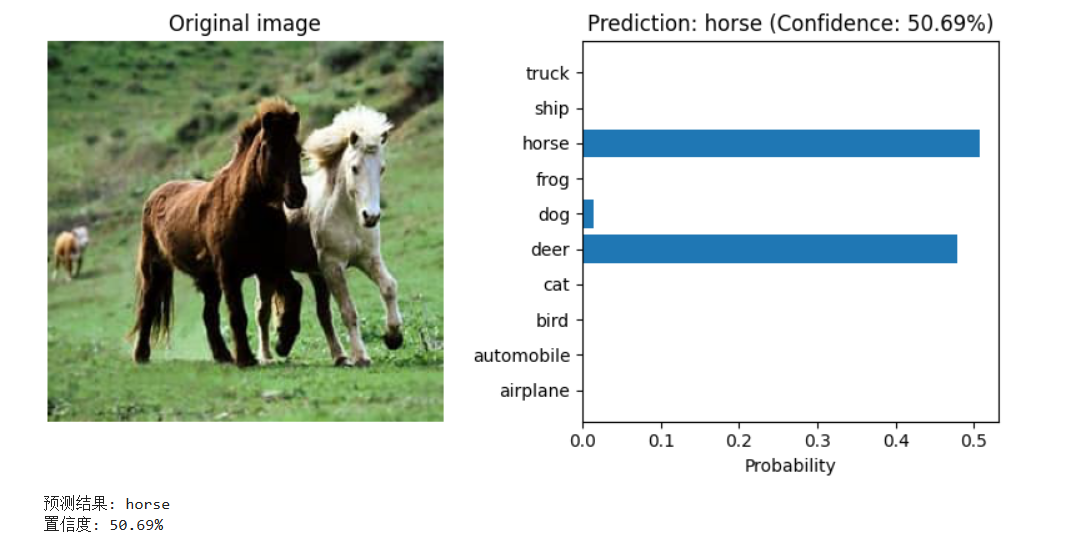 Original image
Prediction: horse (Confidence: 50.69%)
truck
ship
horse
frog
dog
deer
cat
bird
automobile
airplane
0.0 0.1 0.2 0.3 0.4 0.5
Probability
预测结果: horse
置信度: 50.69%